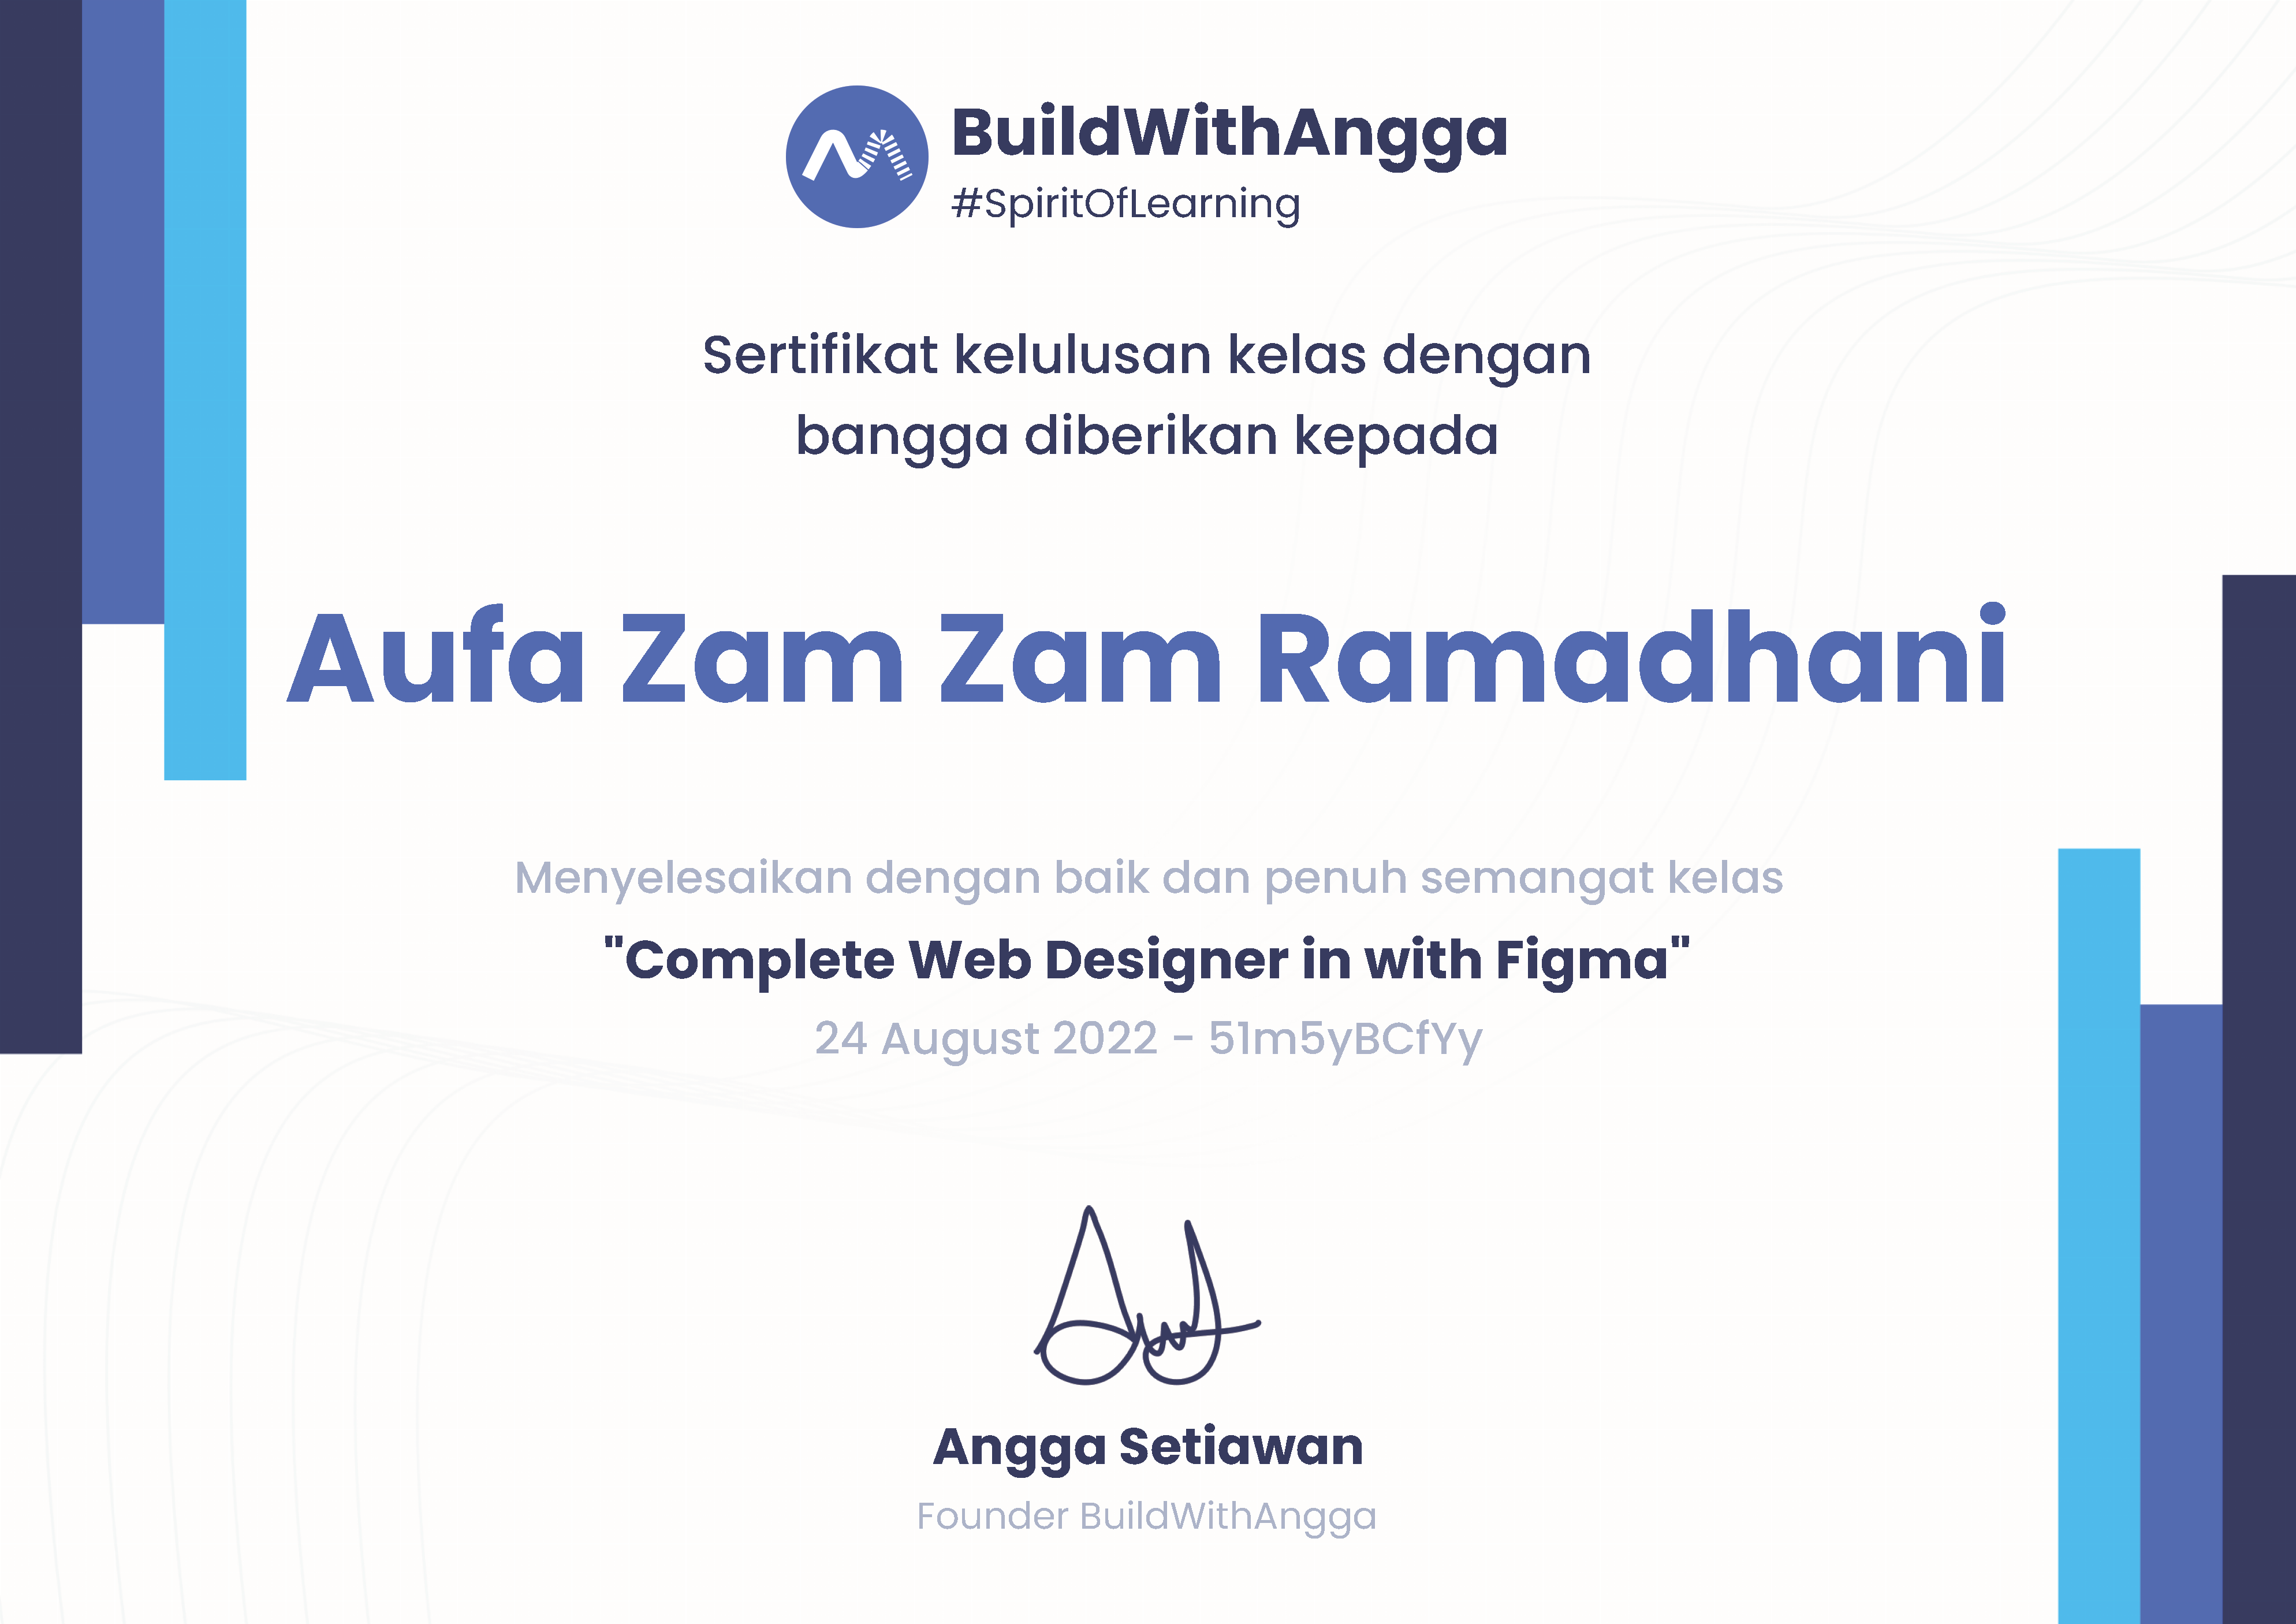 BuildWithAngga
#SpiritOfLearning
Sertifikat kelulusan kelas dengan
bangga diberikan kepada
Aufa Zam Zam Ramadhani
Menyelesaikan dengan baik dan penuh semangat kelas
"Complete Web Designer in with Figma"
24 August 2022 - 51m5yBCfYy
Angga Setiawan
Founder BuildWithAngga